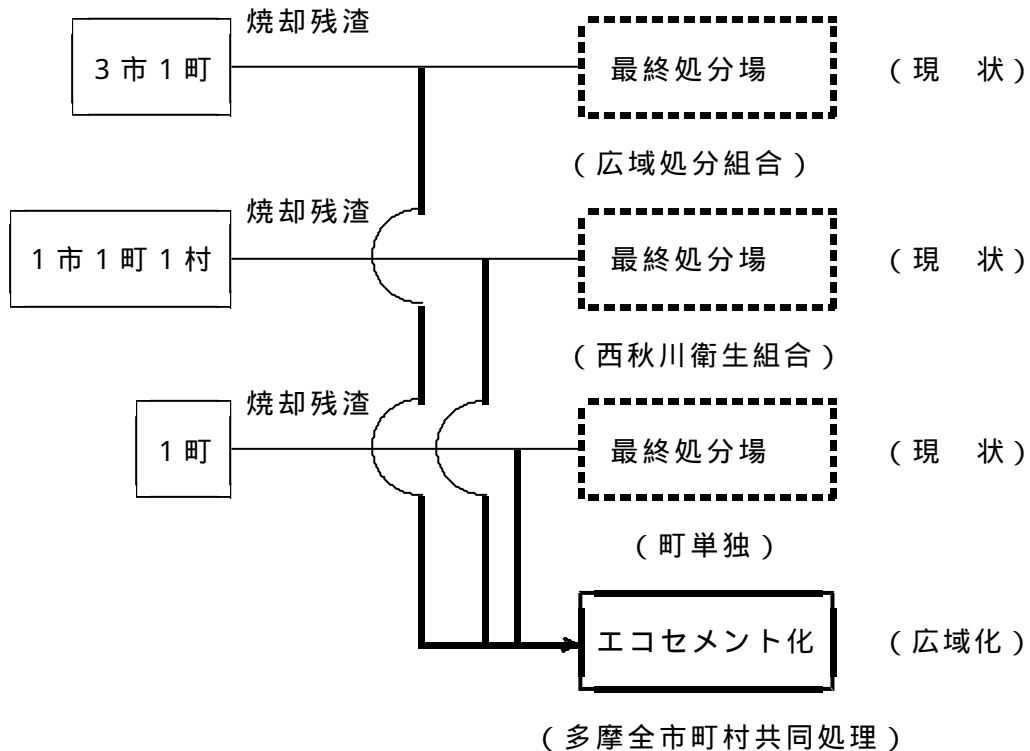 焼却残渣
3市1町 最終処分場 (現 状)
(広域処分組合)
焼却残渣
1市1町1村 最終処分場 (現 状)
(西秋川衛生組合)
焼却残渣
1町 最終処分場 (現 状)
(町単独)
エコセメント化 (広域化)
(多摩全市町村共同処理)